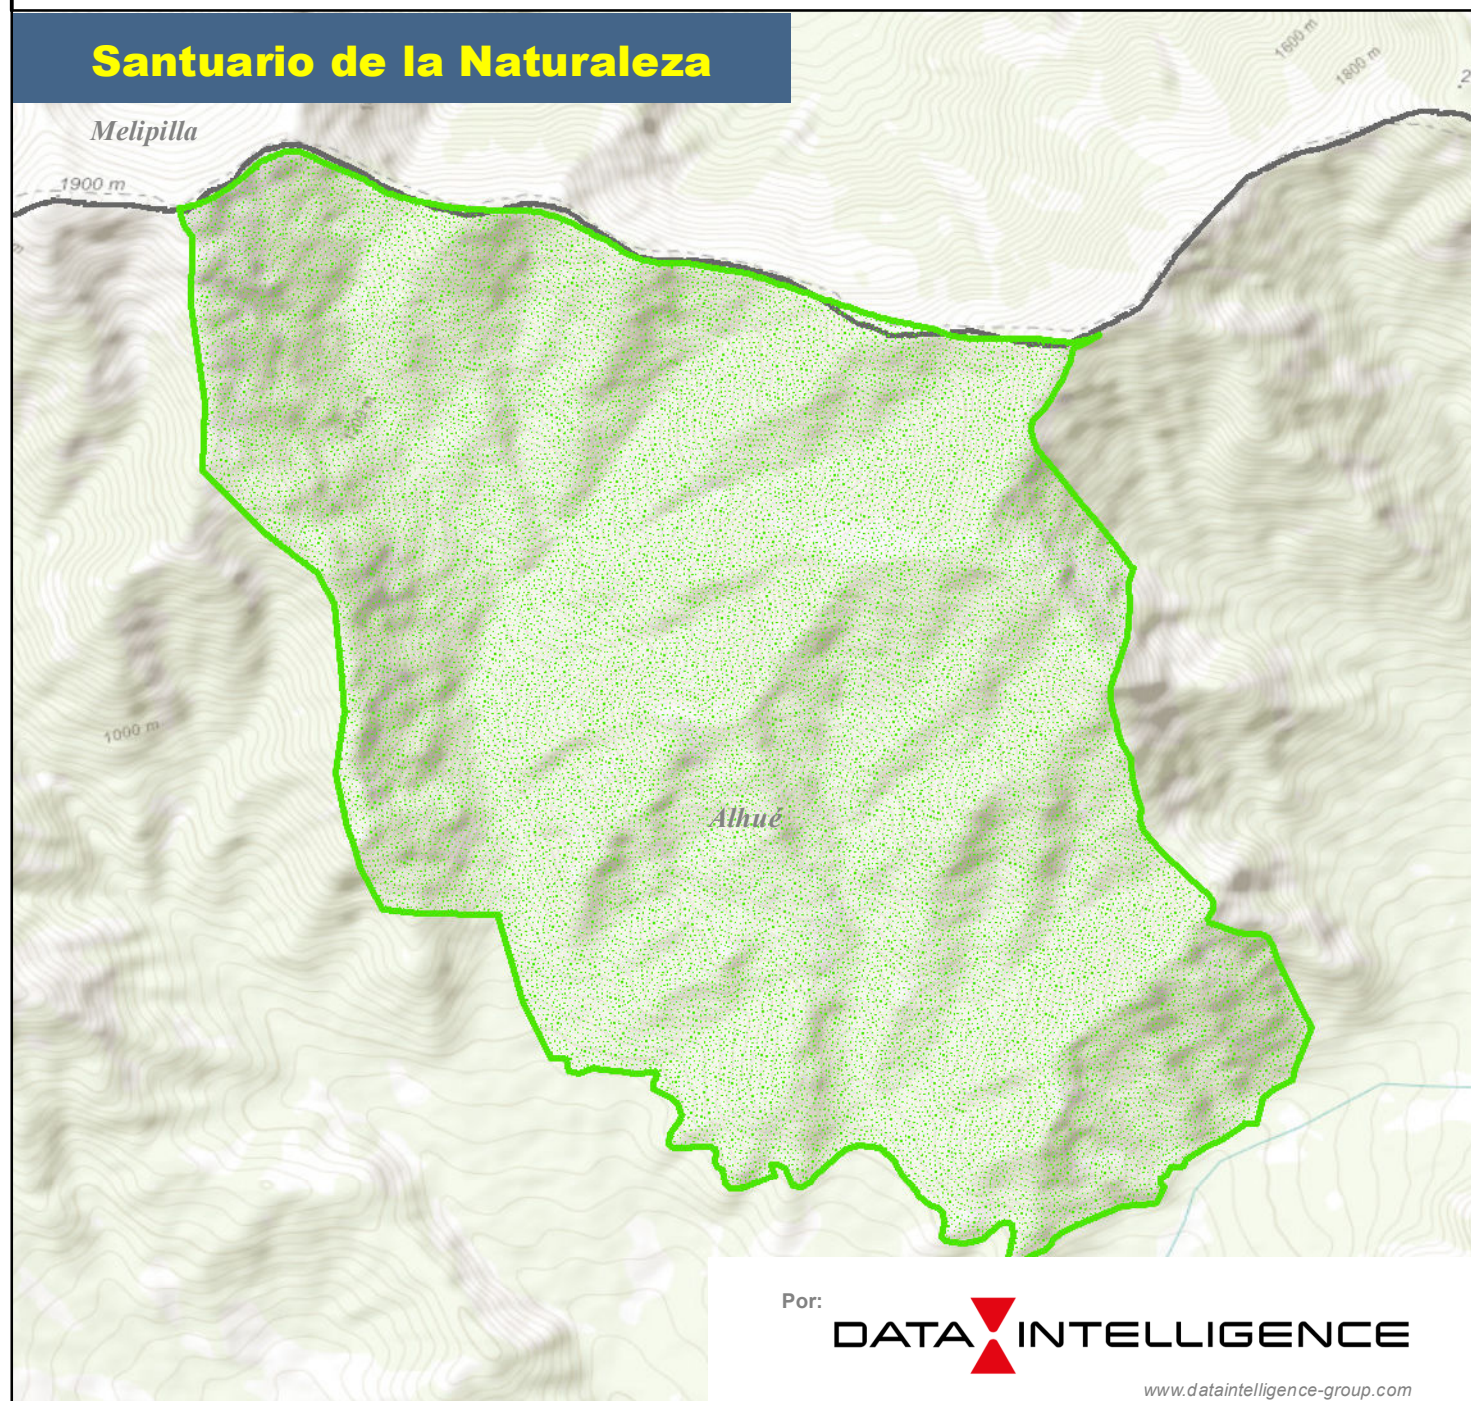 Santuario de la Naturaleza
1600 m
1800 m
Melipilla
1900 m
1000 m
Alhué
Por:
DATA INTELLIGENCE
www.dataintelligence-group.com